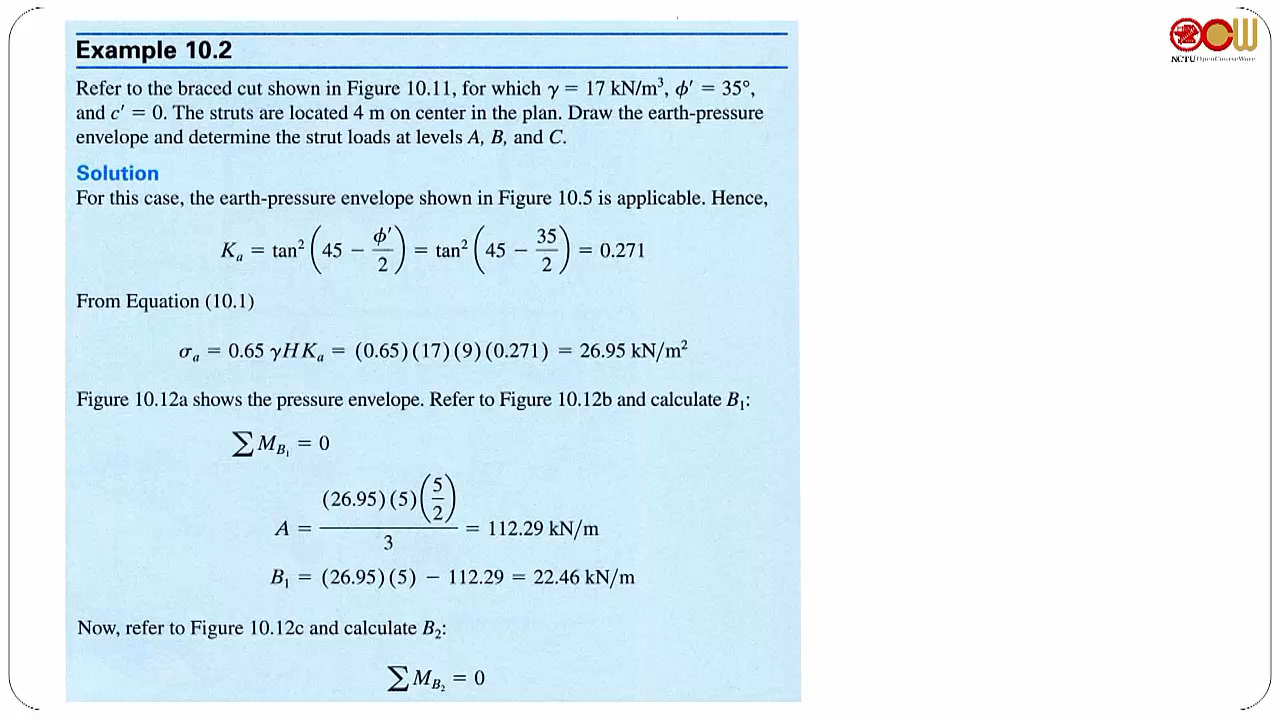 NCTU OpenCourseWare
Example 10.2
Refer to the braced cut shown in Figure 10.11, for which γ = 17 kN/m³, ϕ′ = 35°,
and c′ = 0. The struts are located 4 m on center in the plan. Draw the earth-pressure
envelope and determine the strut loads at levels A, B, and C.
Solution
For this case, the earth-pressure envelope shown in Figure 10.5 is applicable. Hence,
Kₐ = tan² (45 − ϕ′/2) = tan² (45 − 35/2) = 0.271
From Equation (10.1)
σₐ = 0.65 γHKₐ = (0.65)(17)(9)(0.271) = 26.95 kN/m²
Figure 10.12a shows the pressure envelope. Refer to Figure 10.12b and calculate B₁:
∑M_B₁ = 0
A = (26.95)(5)(5/2) / 3 = 112.29 kN/m
B₁ = (26.95)(5) − 112.29 = 22.46 kN/m
Now, refer to Figure 10.12c and calculate B₂:
∑M_B₂ = 0